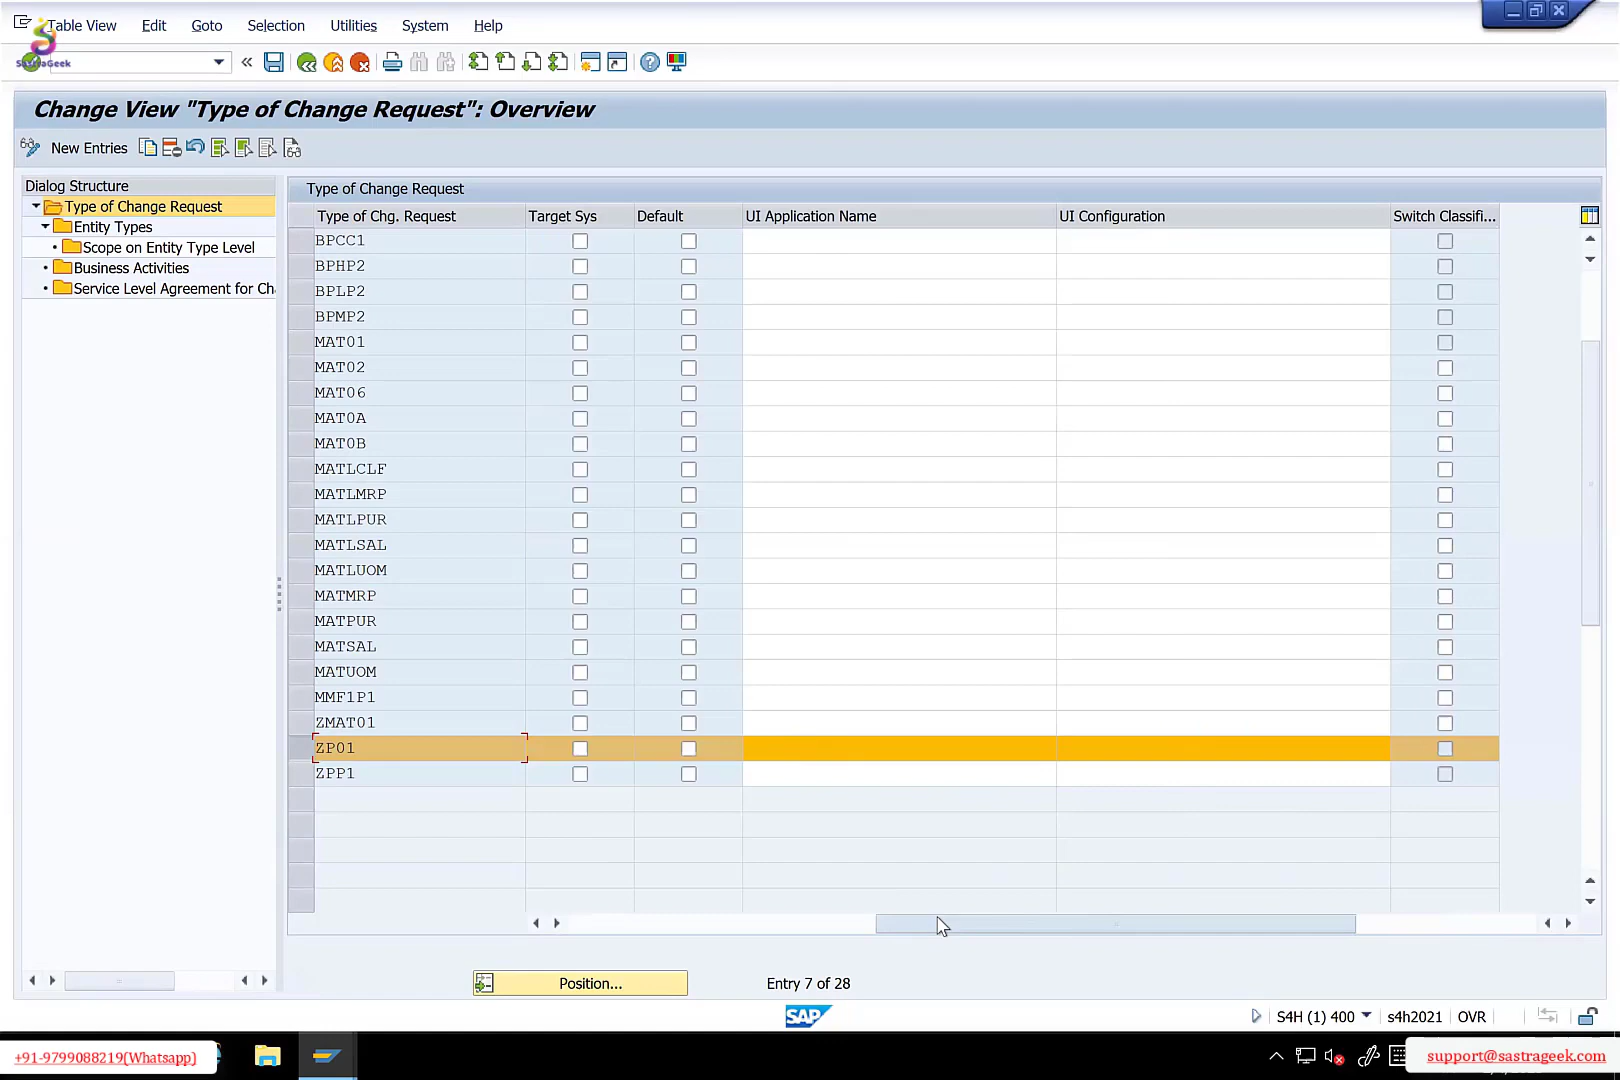 Table View Edit Goto Selection Utilities System Help
SastraGeek
Change View "Type of Change Request": Overview
New Entries
Dialog Structure
Type of Change Request
Entity Types
Scope on Entity Type Level
Business Activities
Service Level Agreement for Cha
Type of Change Request
Type of Chg. Request Target Sys Default UI Application Name UI Configuration Switch Classifi...
BPCC1
BPHP2
BPLP2
BPMP2
MAT01
MAT02
MAT06
MAT0A
MAT0B
MATLCLF
MATLMRP
MATLPUR
MATLSAL
MATLUOM
MATMRP
MATPUR
MATSAL
MATUOM
MMF1P1
ZMAT01
ZP01
ZPP1
Position... Entry 7 of 28
SAP
S4H (1) 400 s4h2021 OVR
+91-9799088219(Whatsapp)
support@sastrageek.com